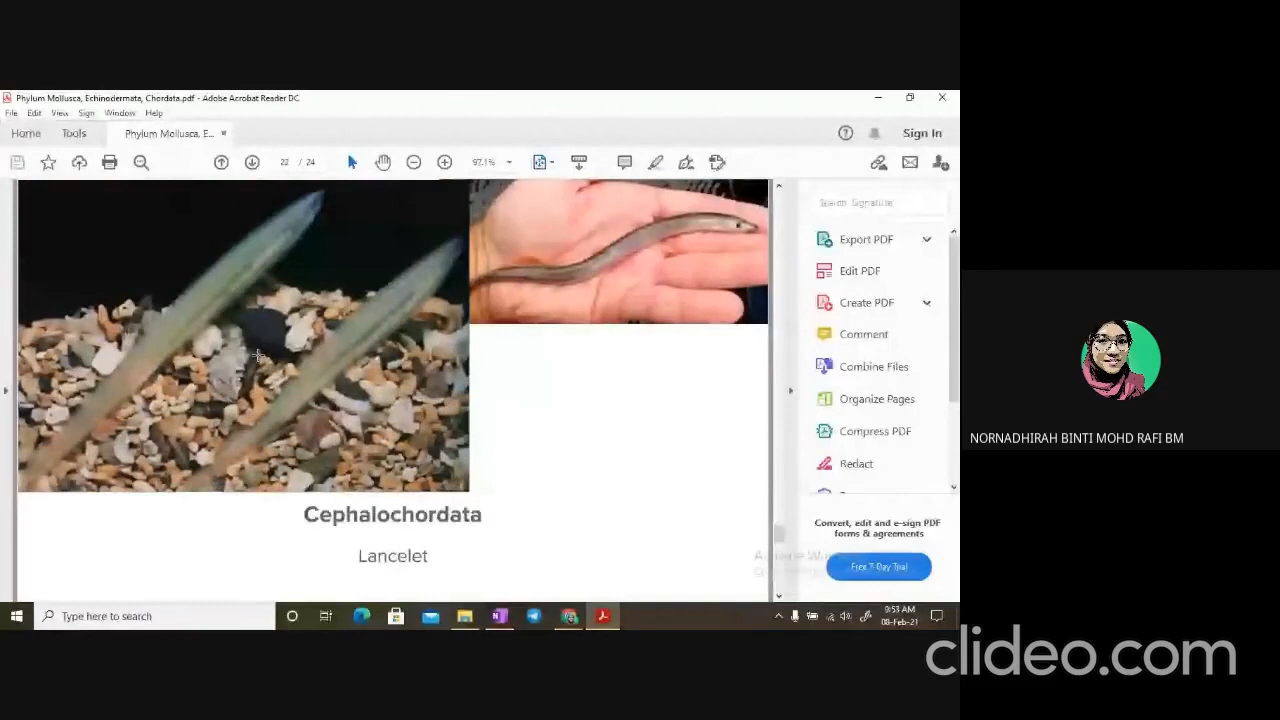 Phylum Mollusca, Echinodermata, Chordata.pdf - Adobe Acrobat Reader DC
File Edit View Sign Window Help
Home Tools Phylum Mollusca, E... × Sign In
22 / 24 97.1%
Search 'Signature'
Export PDF
Edit PDF
Create PDF
Comment
Combine Files
Organize Pages
Compress PDF
Redact
Convert, edit and e-sign PDF
forms & agreements
Free 7-Day Trial
Cephalochordata
Lancelet
Type here to search
9:53 AM
08-Feb-21
NORNADHIRAH BINTI MOHD RAFI BM
clideo.com